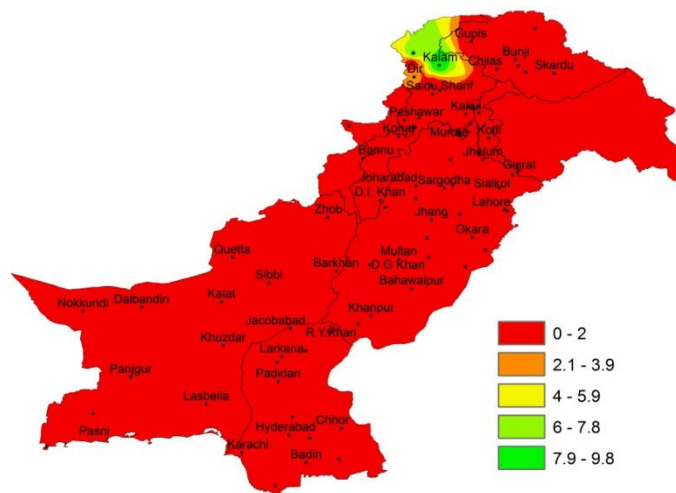 Gupis
Kalam
Bunji
Dit
Chilas
Skardu
Saidu Sharif
Peshawar
Kakul
Kohat
Murree
Kotli
Bannu
Jhelum
Gujrat
Joharabad
Sargodha
Sialkot
D.I. Khan
Lahore
Zhob
Jhang
Okara
Quetta
Multan
Barkhan
D G Khan
Sibbi
Bahawalpur
Nokkundi
Dalbandin
Kalat
Khanpur
Jacobabad
R.Y.Khan
Khuzdar
Larkana
Panjgur
Padidan
Lasbella
Pasni
Hyderabad
Chhor
Karachi
Badin
0 - 2
2.1 - 3.9
4 - 5.9
6 - 7.8
7.9 - 9.8